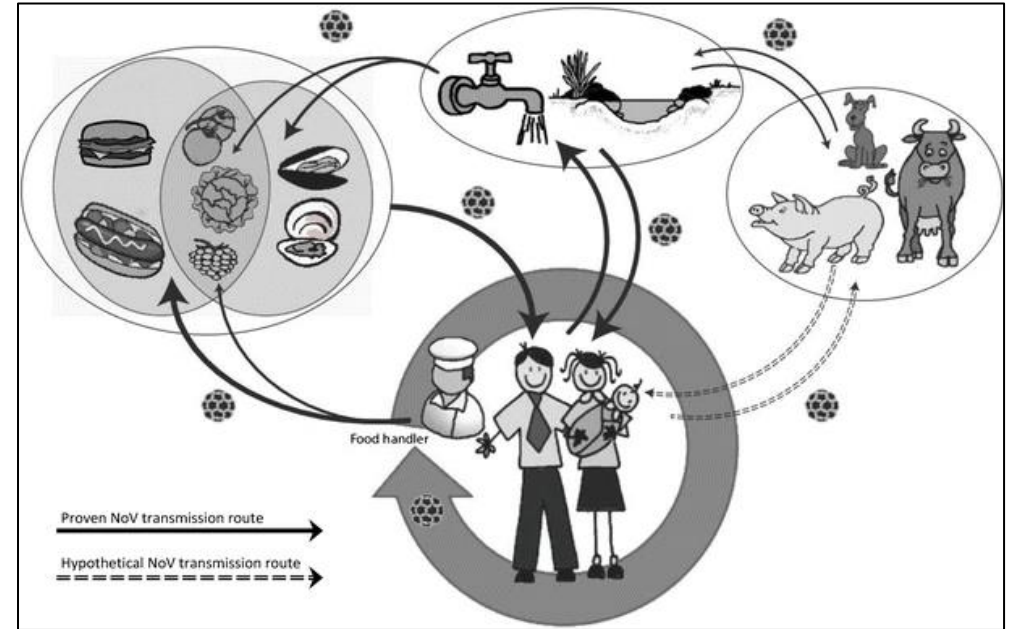 Food handler
Proven NoV transmission route
Hypothetical NoV transmission route